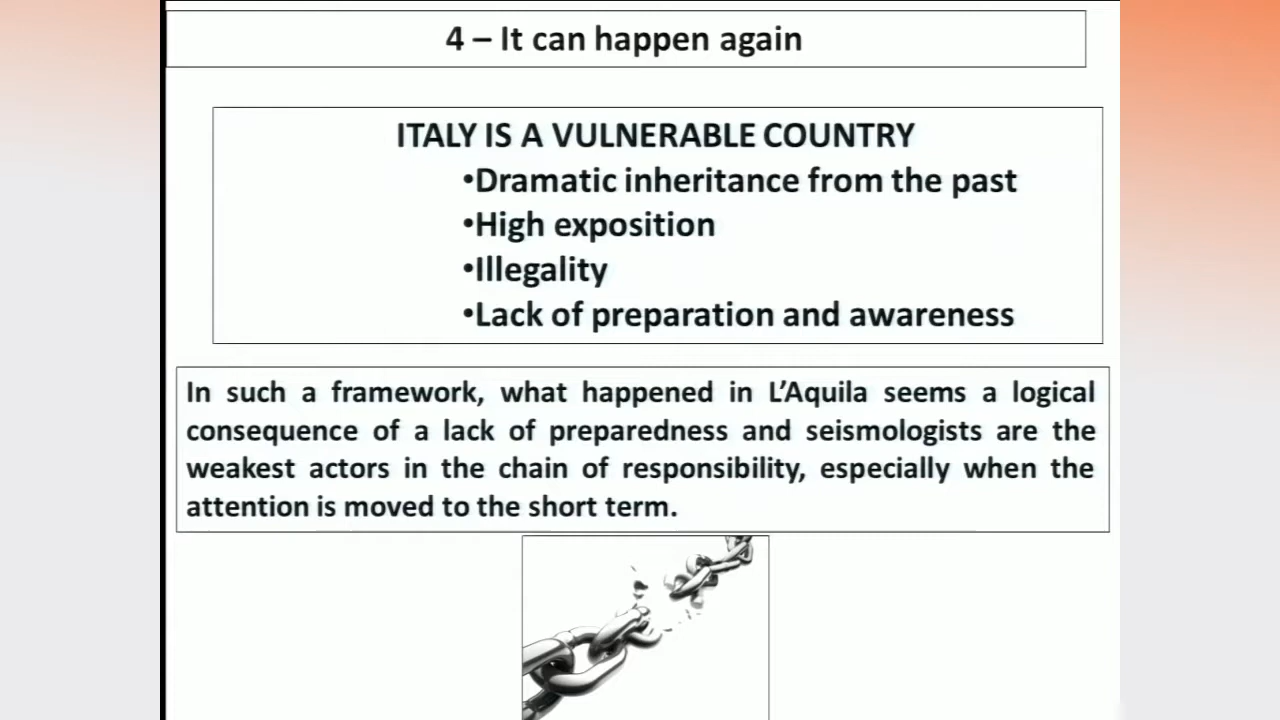 4 – It can happen again
ITALY IS A VULNERABLE COUNTRY
•Dramatic inheritance from the past
•High exposition
•Illegality
•Lack of preparation and awareness
In such a framework, what happened in L’Aquila seems a logical
consequence of a lack of preparedness and seismologists are the
weakest actors in the chain of responsibility, especially when the
attention is moved to the short term.